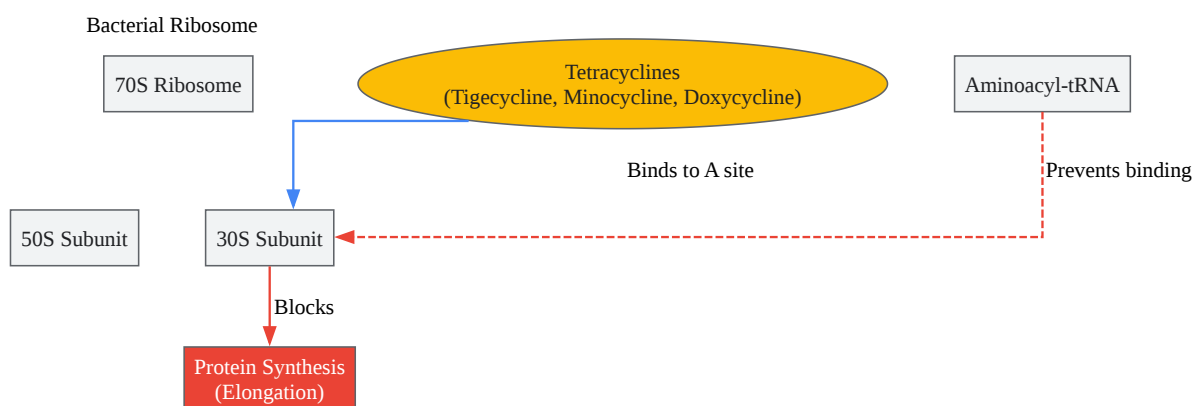 Bacterial Ribosome
70S Ribosome
Tetracyclines
(Tigecycline, Minocycline, Doxycycline)
Aminoacyl-tRNA
Binds to A site
Prevents binding
50S Subunit
30S Subunit
Blocks
Protein Synthesis
(Elongation)